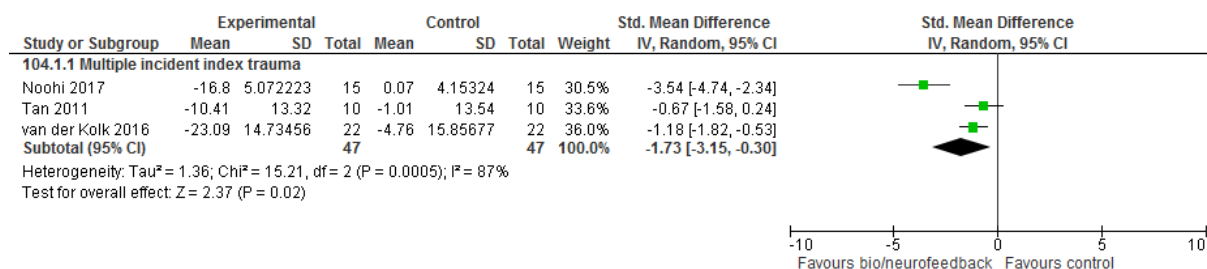 Experimental Control Std. Mean Difference Std. Mean Difference
Study or Subgroup Mean SD Total Mean SD Total Weight IV, Random, 95% CI IV, Random, 95% CI
104.1.1 Multiple incident index trauma
Noohi 2017 -16.8 5.072223 15 0.07 4.15324 15 30.5% -3.54 [-4.74, -2.34]
Tan 2011 -10.41 13.32 10 -1.01 13.54 10 33.6% -0.67 [-1.58, 0.24]
van der Kolk 2016 -23.09 14.73456 22 -4.76 15.85677 22 36.0% -1.18 [-1.82, -0.53]
Subtotal (95% CI) 47 47 100.0% -1.73 [-3.15, -0.30]
Heterogeneity: Tau² = 1.36; Chi² = 15.21, df = 2 (P = 0.0005); I² = 87%
Test for overall effect: Z = 2.37 (P = 0.02)
-10 -5 0 5 10
Favours bio/neurofeedback Favours control